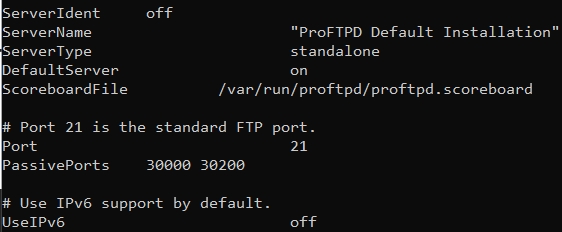 ServerIdent off
ServerName "ProFTPD Default Installation"
ServerType standalone
DefaultServer on
ScoreboardFile /var/run/proftpd/proftpd.scoreboard
# Port 21 is the standard FTP port.
Port 21
PassivePorts 30000 30200
# Use IPv6 support by default.
UseIPv6 off